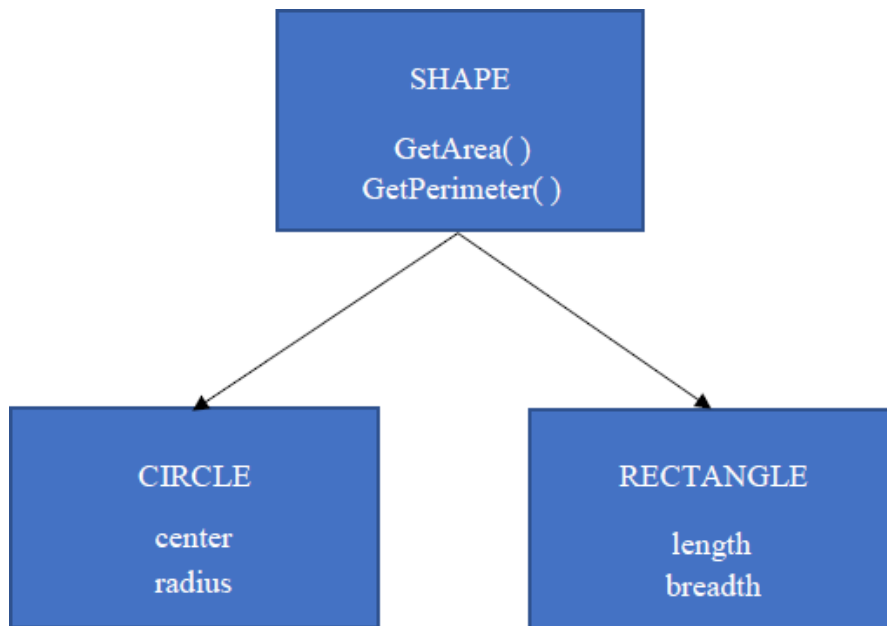 SHAPE
GetArea( )
GetPerimeter( )
CIRCLE
center
radius
RECTANGLE
length
breadth